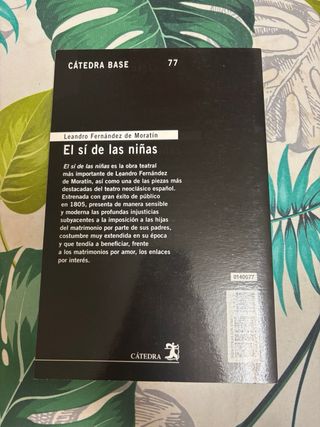 CÁTEDRA BASE 77
Leandro Fernández de Moratín
El sí de las niñas
El sí de las niñas es la obra teatral
más importante de Leandro Fernández
de Moratín, así como una de las piezas más
destacadas del teatro neoclásico español.
Estrenada con gran éxito de público
en 1805, presenta de manera sensible
y moderna las profundas injusticias
subyacentes a la imposición a las hijas
del matrimonio por parte de sus padres,
costumbre muy extendida en su época
y que tendía a beneficiar, frente
a los matrimonios por amor, los enlaces
por interés.
0140077
CÁTEDRA